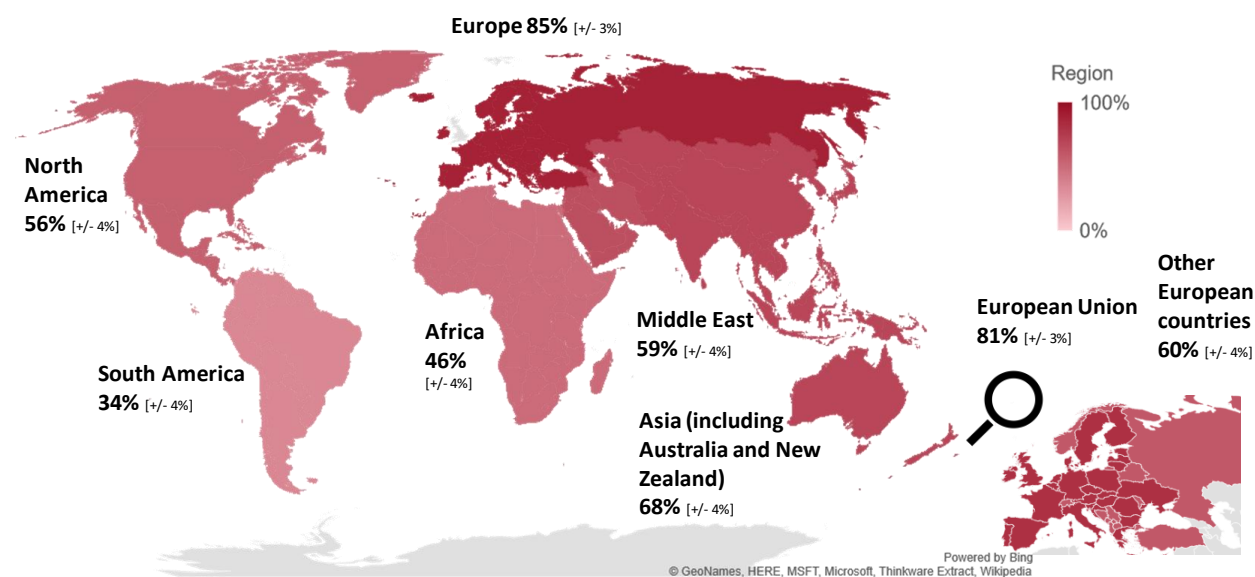 Europe 85% [+/- 3%]
Region
100%
0%
North
America
56% [+/- 4%]
Other
European
countries
60% [+/- 4%]
European Union
81% [+/- 3%]
Africa
46%
[+/- 4%]
Middle East
59% [+/- 4%]
South America
34% [+/- 4%]
Asia (including
Australia and New
Zealand)
68% [+/- 4%]
Powered by Bing
© GeoNames, HERE, MSFT, Microsoft, Thinkware Extract, Wikipedia